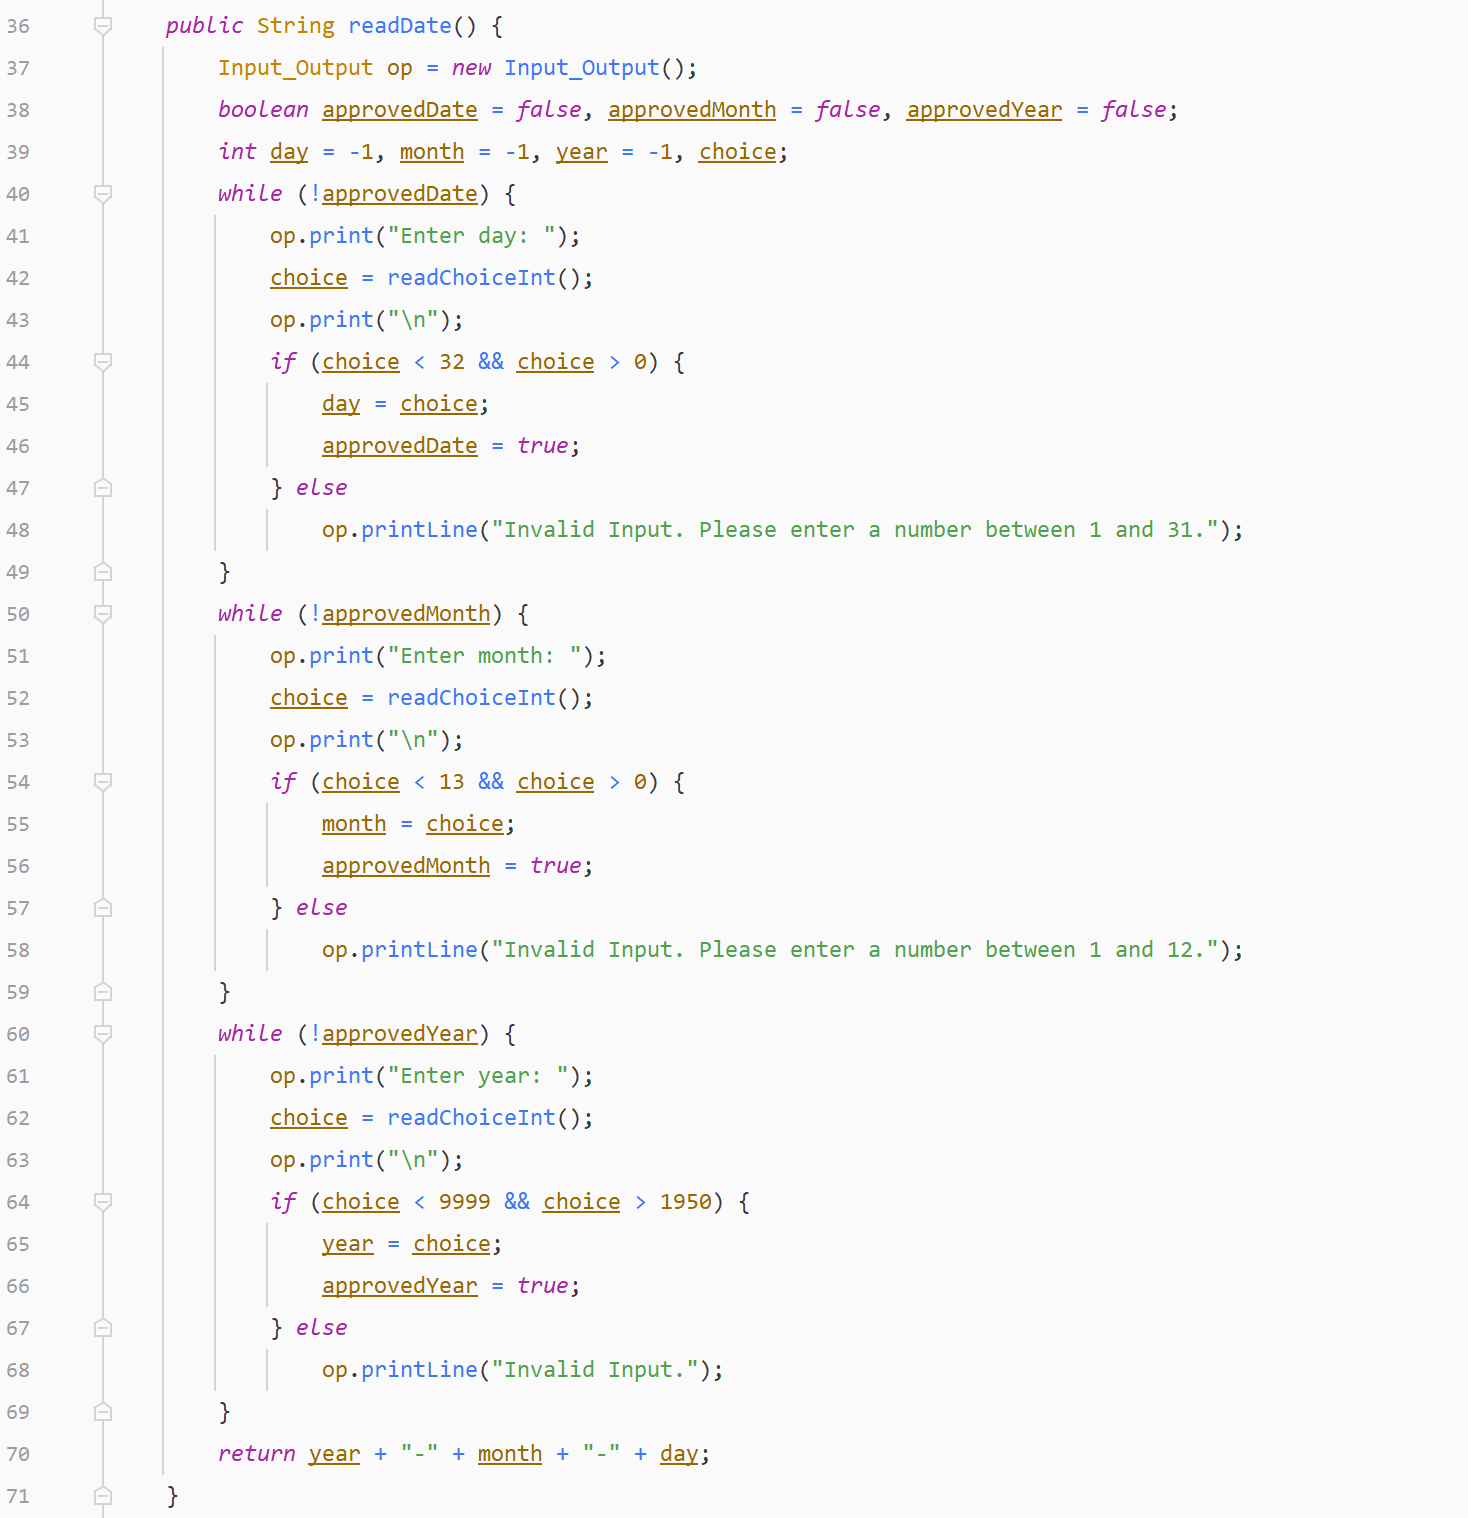 36 public String readDate() {
37 Input_Output op = new Input_Output();
38 boolean approvedDate = false, approvedMonth = false, approvedYear = false;
39 int day = -1, month = -1, year = -1, choice;
40 while (!approvedDate) {
41 op.print("Enter day: ");
42 choice = readChoiceInt();
43 op.print("\n");
44 if (choice < 32 && choice > 0) {
45 day = choice;
46 approvedDate = true;
47 } else
48 op.printLine("Invalid Input. Please enter a number between 1 and 31.");
49 }
50 while (!approvedMonth) {
51 op.print("Enter month: ");
52 choice = readChoiceInt();
53 op.print("\n");
54 if (choice < 13 && choice > 0) {
55 month = choice;
56 approvedMonth = true;
57 } else
58 op.printLine("Invalid Input. Please enter a number between 1 and 12.");
59 }
60 while (!approvedYear) {
61 op.print("Enter year: ");
62 choice = readChoiceInt();
63 op.print("\n");
64 if (choice < 9999 && choice > 1950) {
65 year = choice;
66 approvedYear = true;
67 } else
68 op.printLine("Invalid Input.");
69 }
70 return year + "-" + month + "-" + day;
71 }